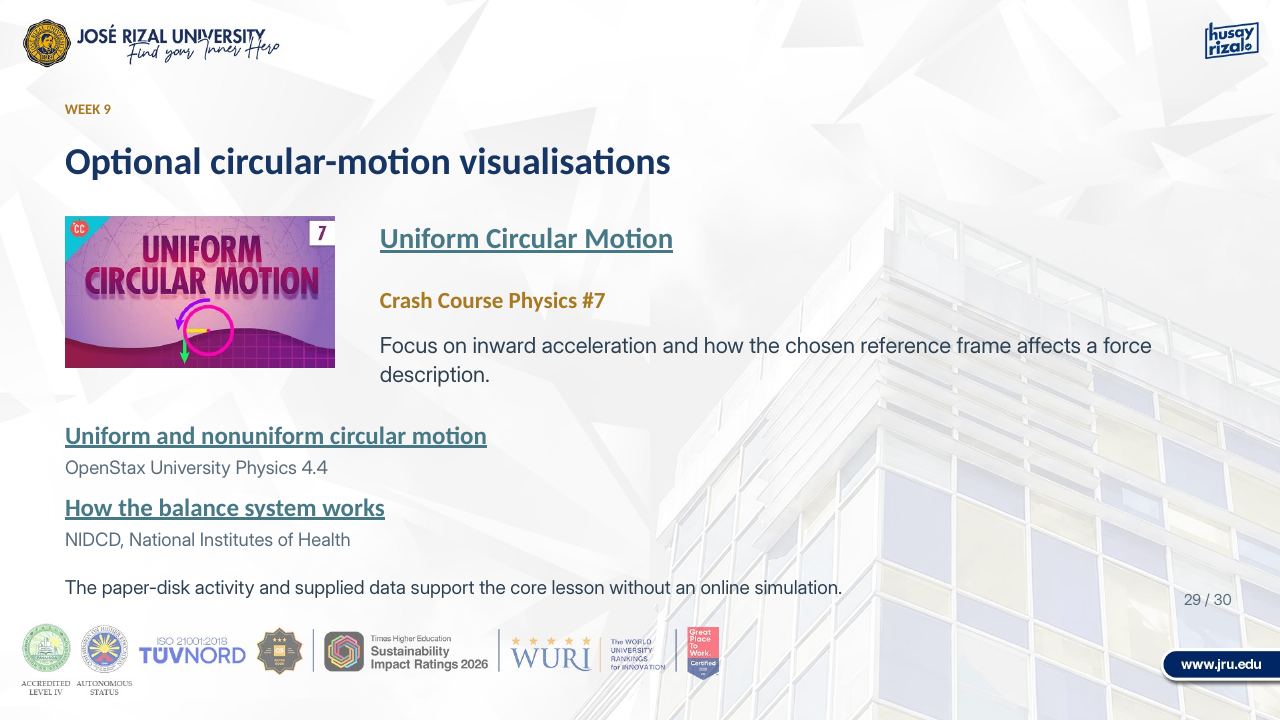 JOSÉ RIZAL UNIVERSITY
Find your Inner Hero
husay
rizal
WEEK 9
Optional circular-motion visualisations
CC
7
UNIFORM
CIRCULAR MOTION
Uniform Circular Motion
Crash Course Physics #7
Focus on inward acceleration and how the chosen reference frame affects a force
description.
Uniform and nonuniform circular motion
OpenStax University Physics 4.4
How the balance system works
NIDCD, National Institutes of Health
The paper-disk activity and supplied data support the core lesson without an online simulation.
29 / 30
ACCREDITED
LEVEL IV
AUTONOMOUS
STATUS
ISO 21001:2018
TÜVNORD
Times Higher Education
Sustainability
Impact Ratings 2026
WURI
The WORLD
UNIVERSITY
RANKINGS
for INNOVATION
Great
Place
To
Work.
Certified
www.jru.edu